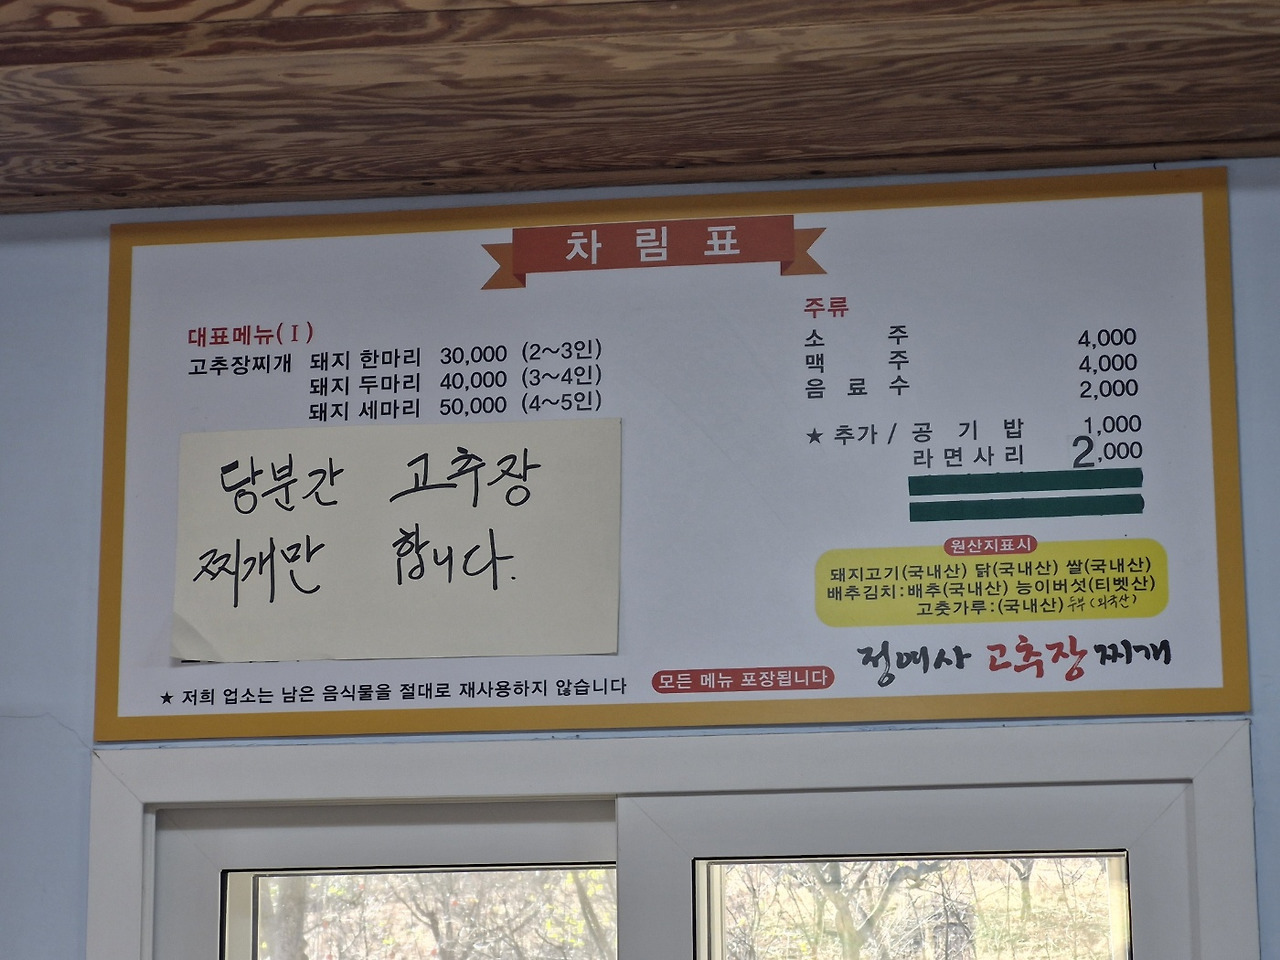 차림표
대표메뉴(Ⅰ)
고추장찌개 돼지 한마리 30,000 (2~3인)
돼지 두마리 40,000 (3~4인)
돼지 세마리 50,000 (4~5인)
당분간 고추장
찌개만 합니다.
★ 저희 업소는 남은 음식물을 절대로 재사용하지 않습니다
주류
소주 4,000
맥주 4,000
음료수 2,000
★ 추가 / 공기밥 1,000
라면사리 2,000
원산지표시
돼지고기(국내산) 닭(국내산) 쌀(국내산)
배추김치:배추(국내산) 능이버섯(티벳산)
고춧가루:(국내산) 두부(외국산)
정여사 고추장 찌개
모든 메뉴 포장됩니다